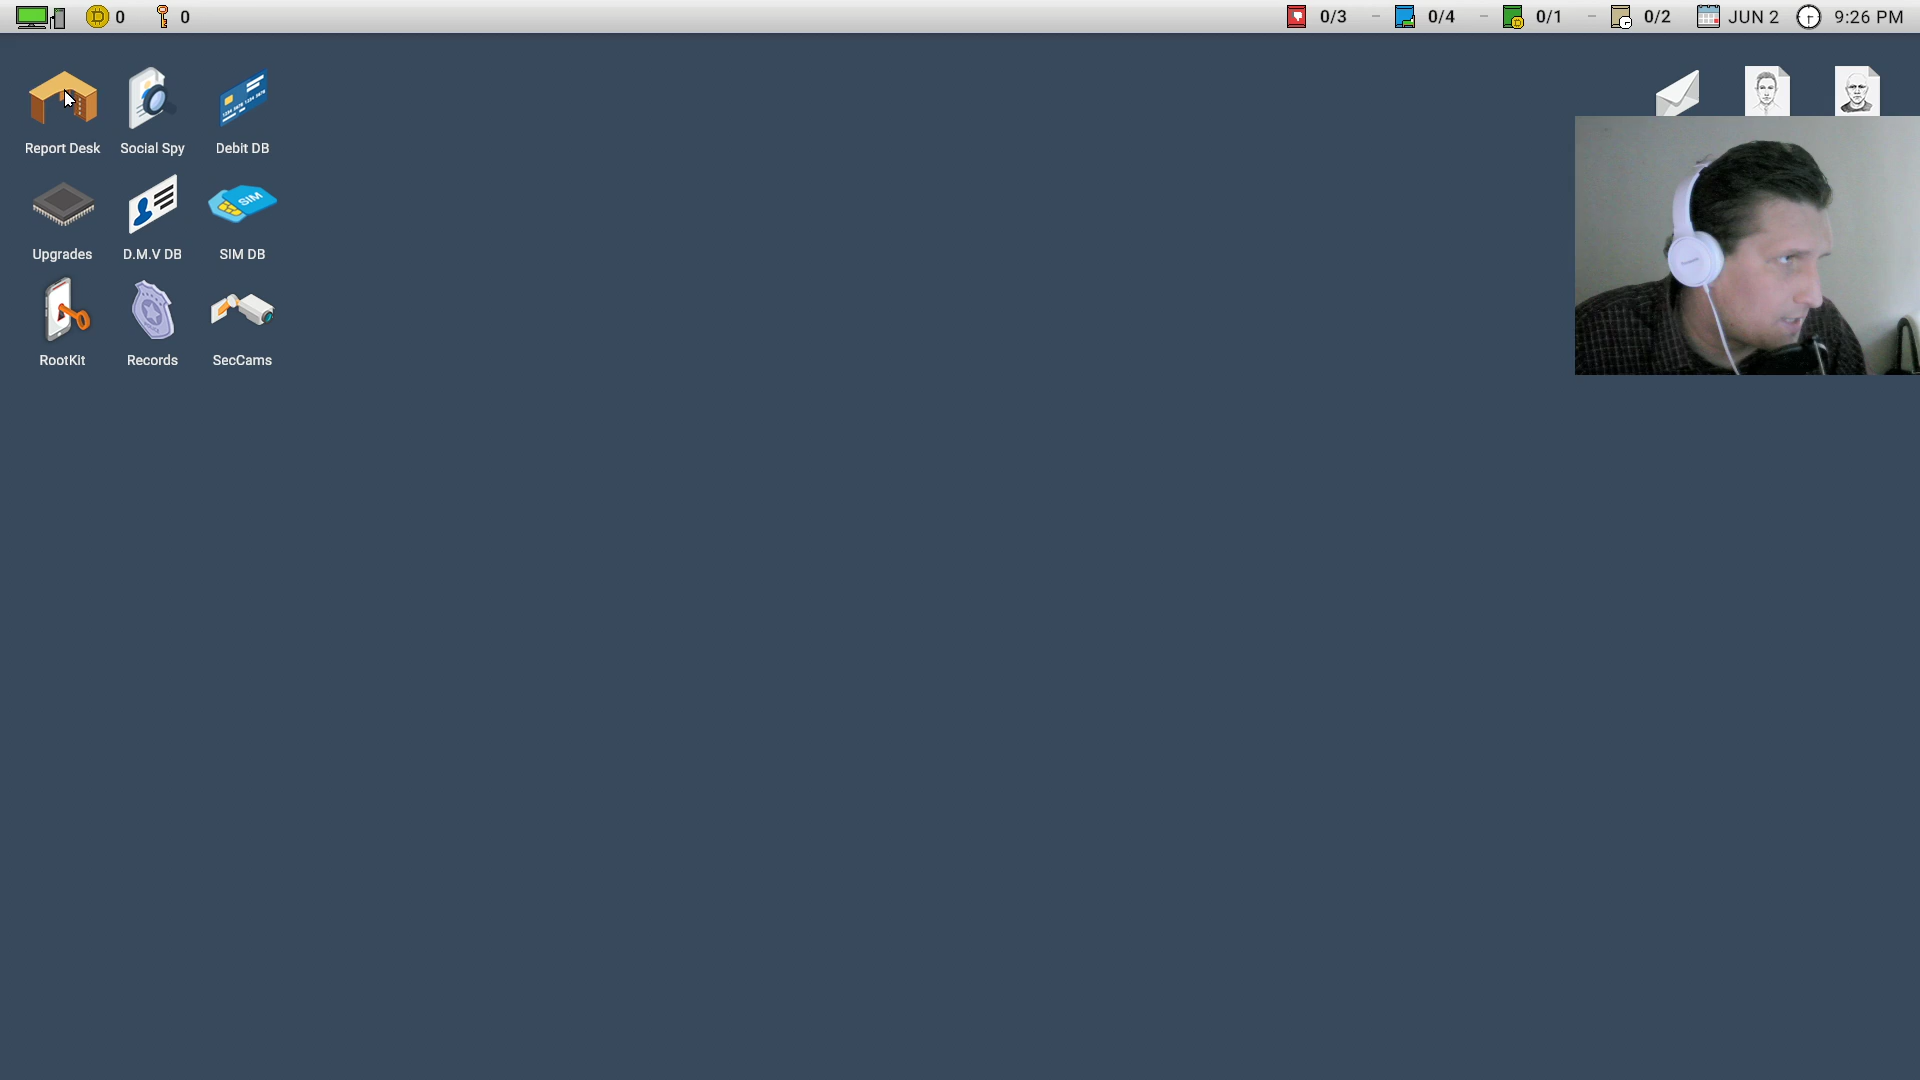 0 0 0/3 0/4 0/1 0/2 JUN 2 9:26 PM
Report Desk Social Spy Debit DB
Upgrades D.M.V DB SIM DB
SIM
RootKit Records SecCams